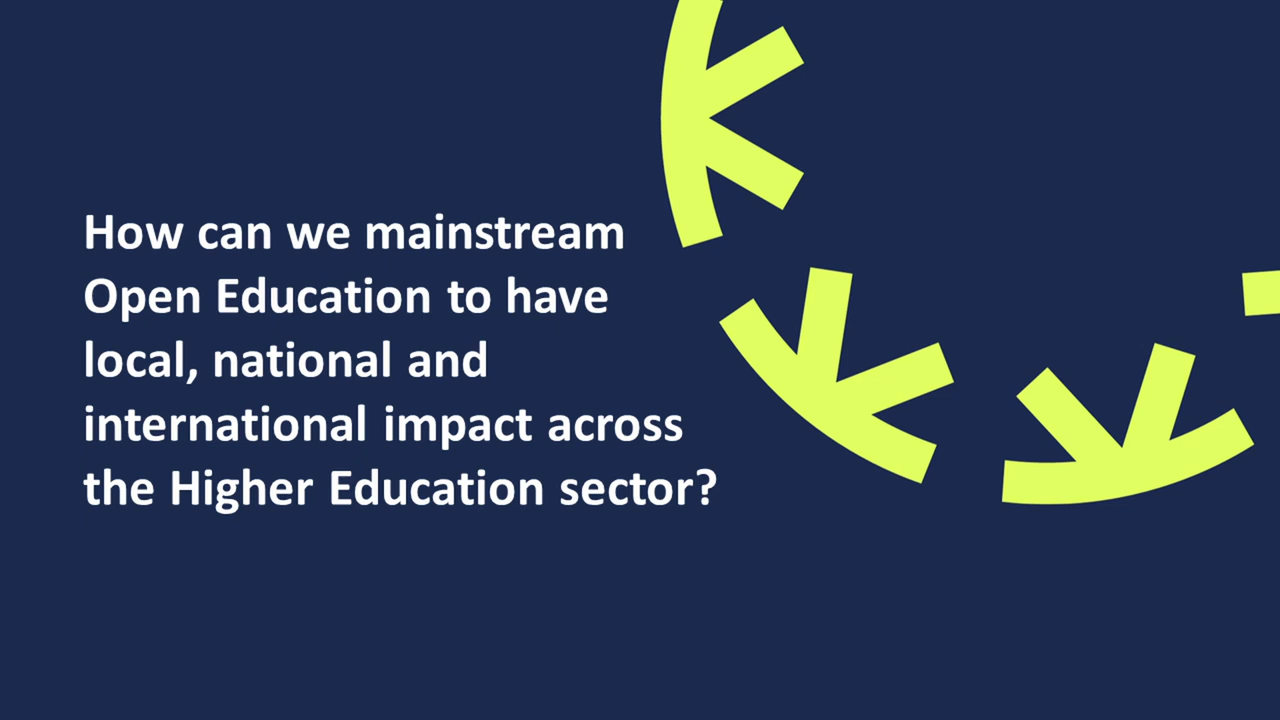 How can we mainstream
Open Education to have
local, national and
international impact across
the Higher Education sector?